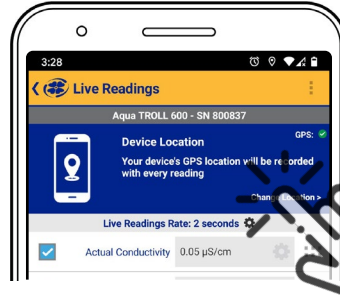 3:28
Live Readings
Aqua TROLL 600 - SN 800837
GPS:
Device Location
Your device's GPS location will be recorded
with every reading
Change Location >
Live Readings Rate: 2 seconds
Actual Conductivity 0.05 µS/cm